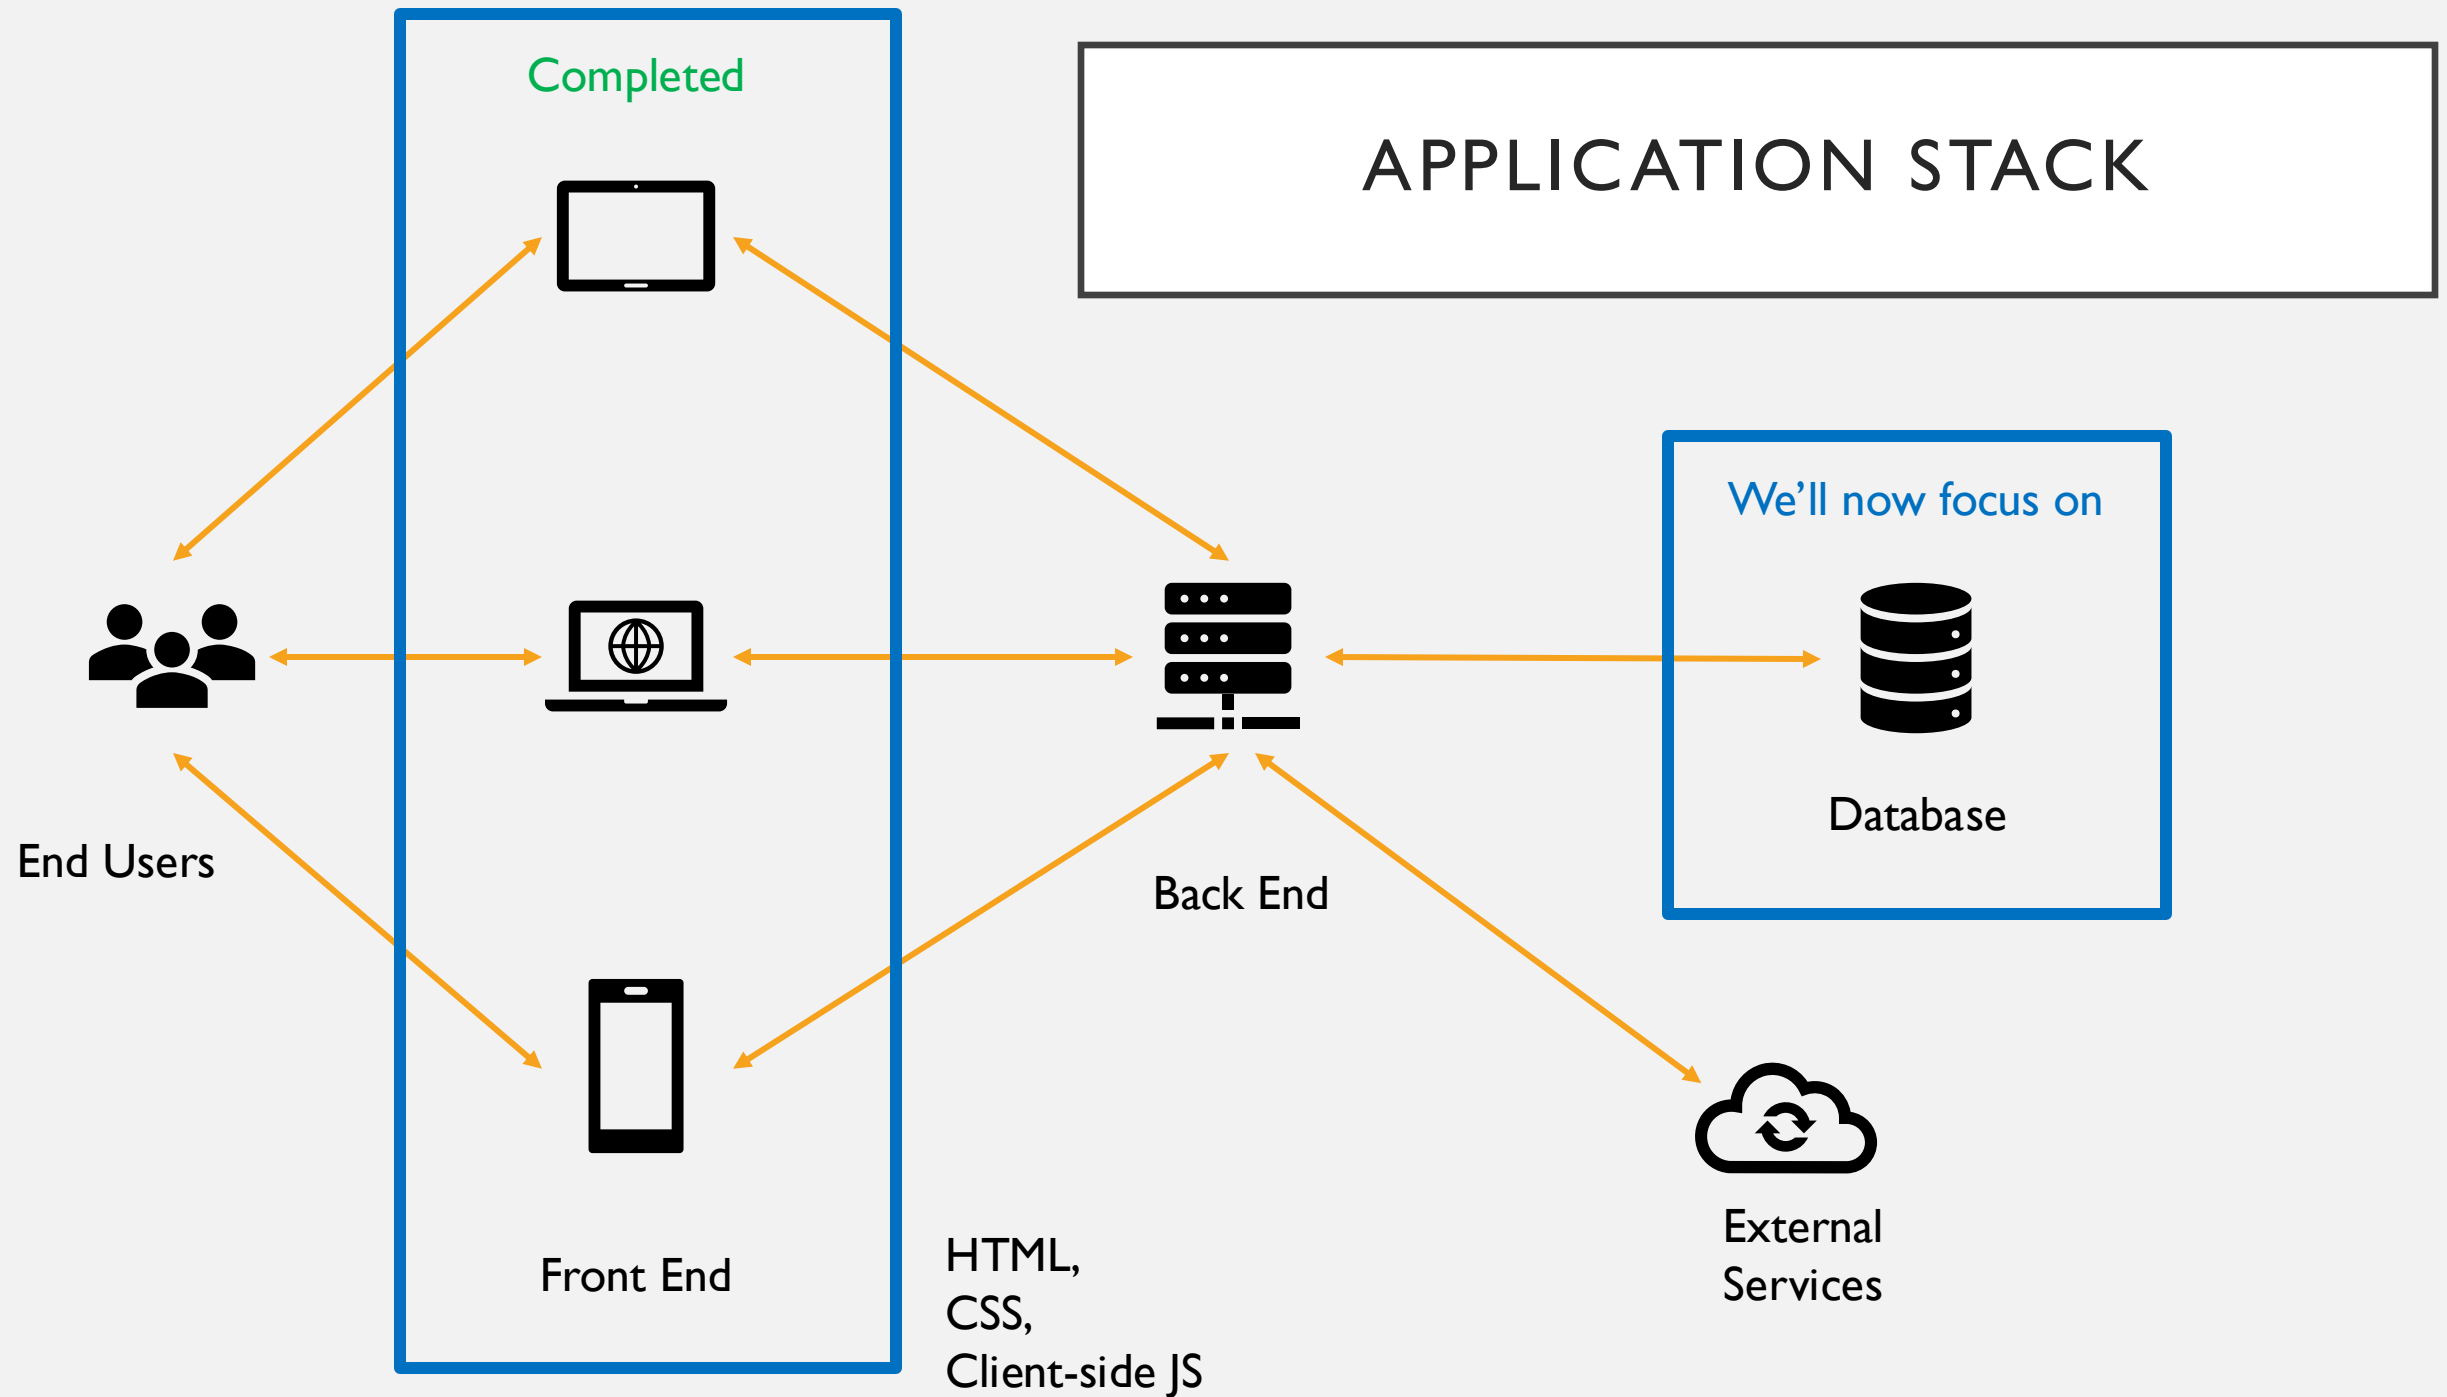 Completed
APPLICATION STACK
We'll now focus on
Database
End Users
Back End
Front End
HTML,
CSS,
Client-side JS
External
Services